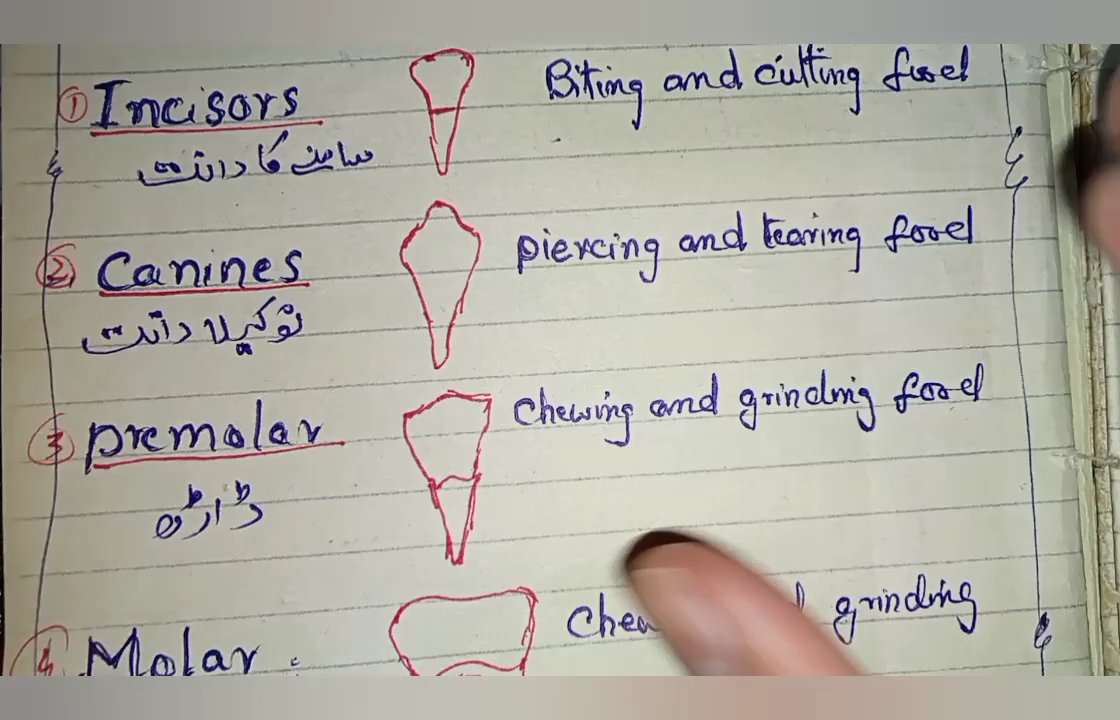 ① Incisors Biting and cutting food
سامنے کا دانت
② Canines piercing and tearing food
نوکیلا دانت
③ premolar chewing and grinding food
ڈارڈھ
④ Molar grinding